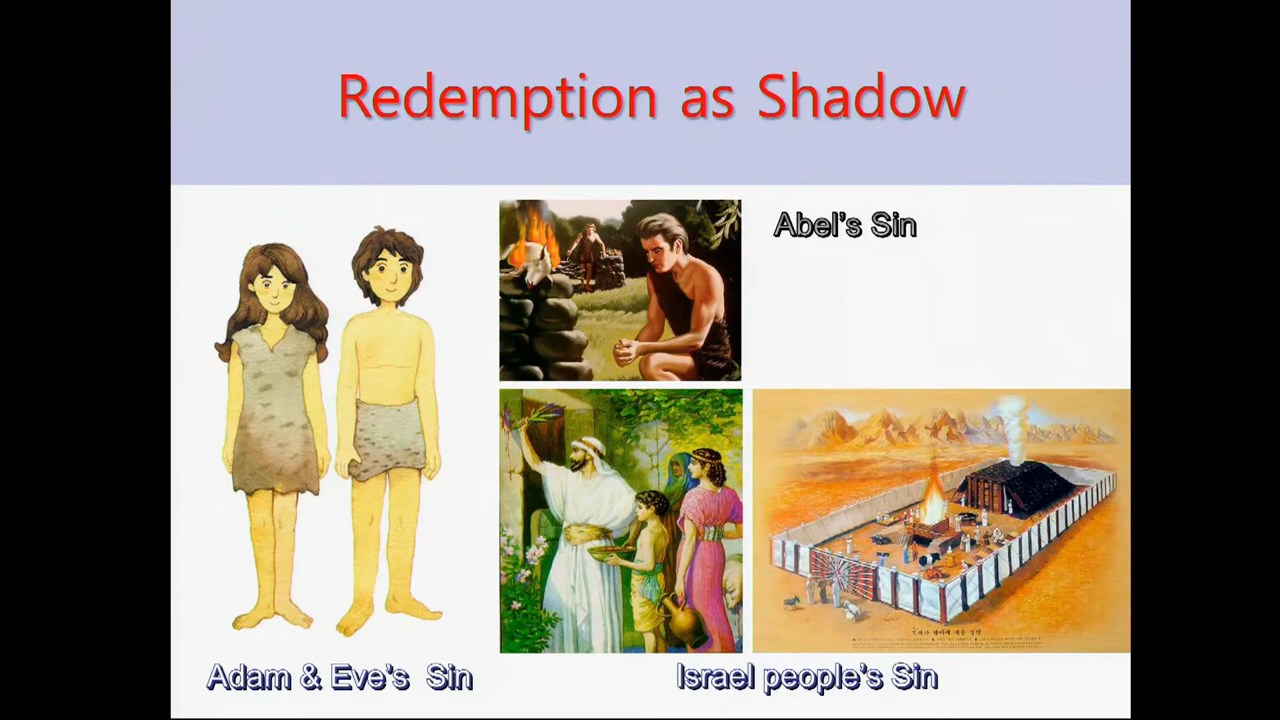 Redemption as Shadow
Abel's Sin
Adam & Eve's Sin
Israel people's Sin